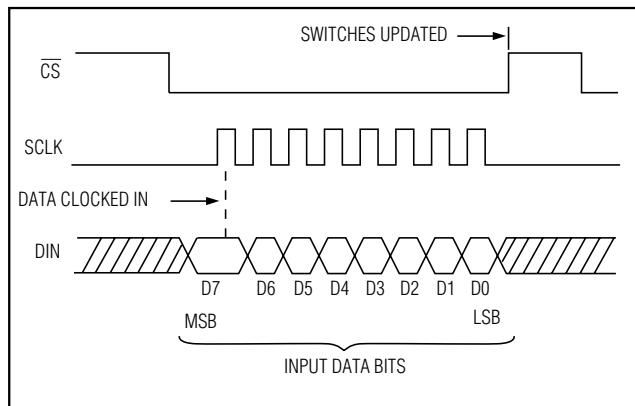 SWITCHES UPDATED
CS
SCLK
DATA CLOCKED IN
DIN
D7 D6 D5 D4 D3 D2 D1 D0
MSB LSB
INPUT DATA BITS